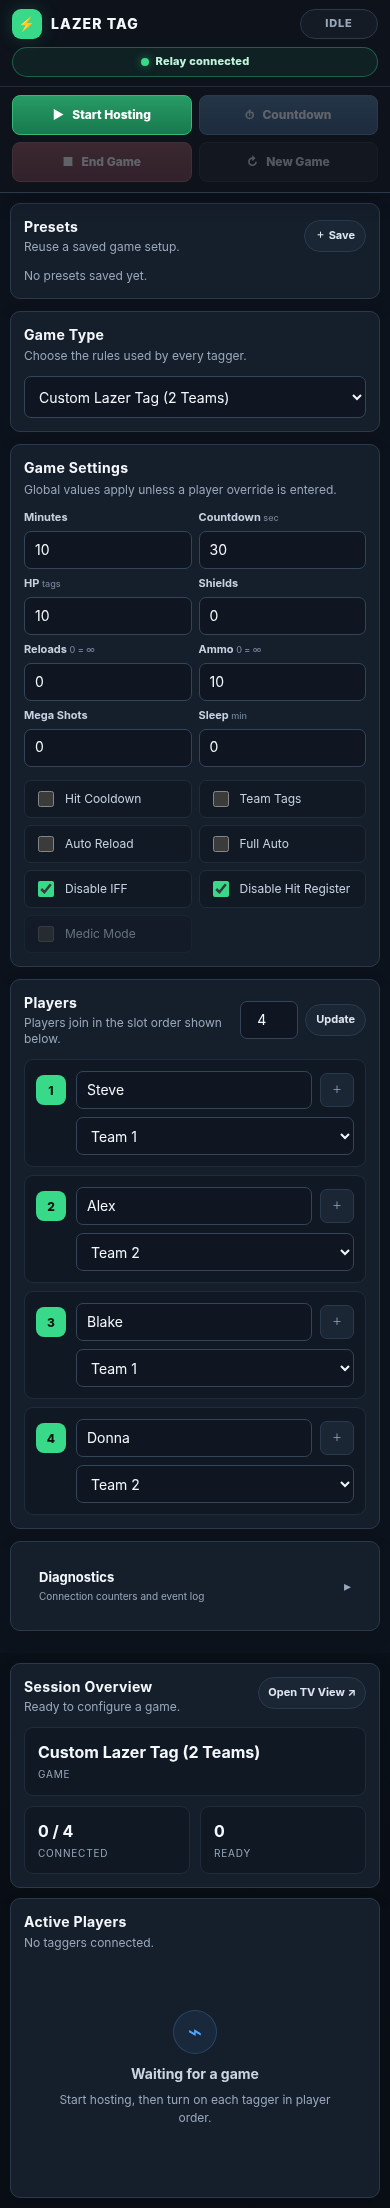 ⚡ LAZER TAG
IDLE
Relay connected
▶ Start Hosting
⏱ Countdown
■ End Game
↻ New Game
Presets
Reuse a saved game setup.
+ Save
No presets saved yet.
Game Type
Choose the rules used by every tagger.
Custom Lazer Tag (2 Teams)
Game Settings
Global values apply unless a player override is entered.
Minutes
Countdown sec
10
30
HP tags
Shields
10
0
Reloads 0 = ∞
Ammo 0 = ∞
0
10
Mega Shots
Sleep min
0
0
Hit Cooldown
Team Tags
Auto Reload
Full Auto
Disable IFF
Disable Hit Register
Medic Mode
Players
Players join in the slot order shown
below.
4
Update
1
Steve
+
Team 1
2
Alex
+
Team 2
3
Blake
+
Team 1
4
Donna
+
Team 2
Diagnostics
Connection counters and event log
▶
Session Overview
Ready to configure a game.
Open TV View ↗
Custom Lazer Tag (2 Teams)
GAME
0 / 4
CONNECTED
0
READY
Active Players
No taggers connected.
Waiting for a game
Start hosting, then turn on each tagger in player
order.